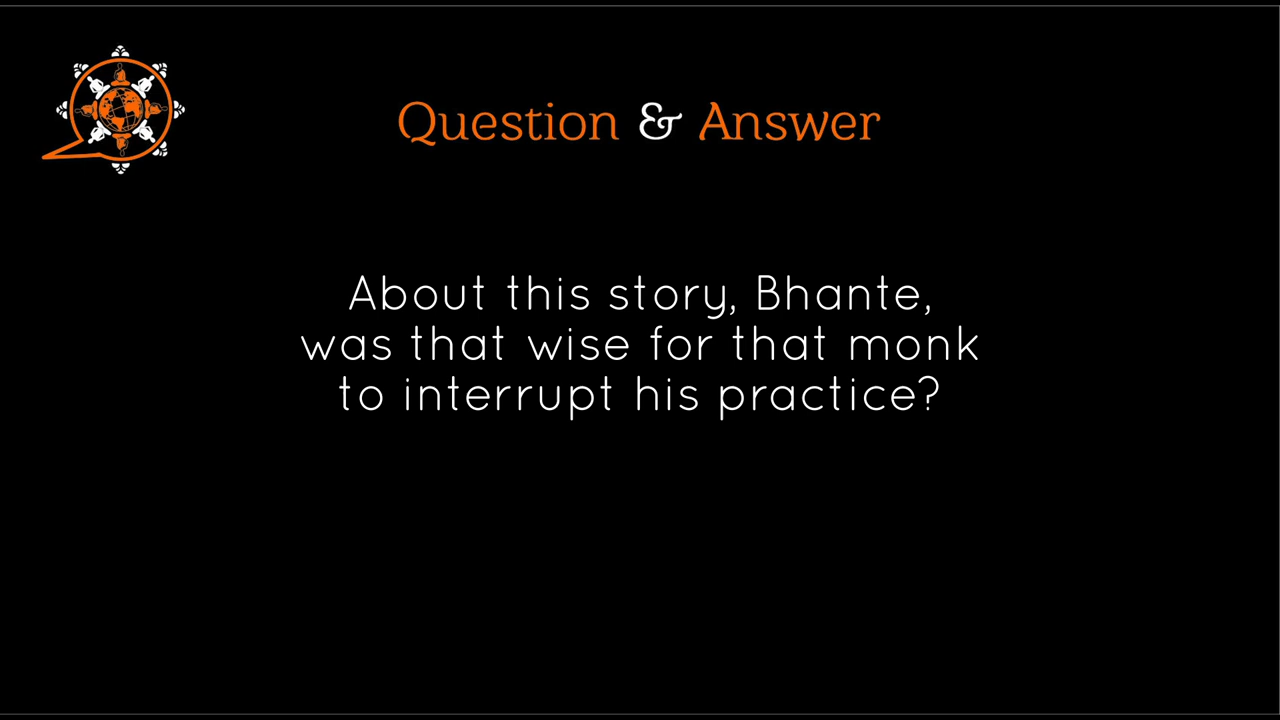 Question & Answer
About this story, Bhante,
was that wise for that monk
to interrupt his practice?